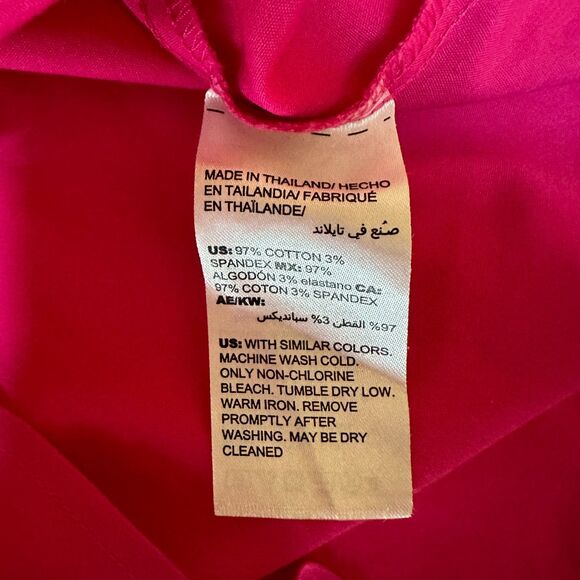 MADE IN THAILAND/ HECHO
EN TAILANDIA/ FABRIQUÉ
EN THAÏLANDE/
صُنع في تايلاند
US: 97% COTTON 3%
SPANDEX MX: 97%
ALGODÓN 3% elastano CA:
97% COTON 3% SPANDEX
AE/KW:
97% القطن 3% سبانديكس
US: WITH SIMILAR COLORS.
MACHINE WASH COLD.
ONLY NON-CHLORINE
BLEACH. TUMBLE DRY LOW.
WARM IRON. REMOVE
PROMPTLY AFTER
WASHING. MAY BE DRY
CLEANED